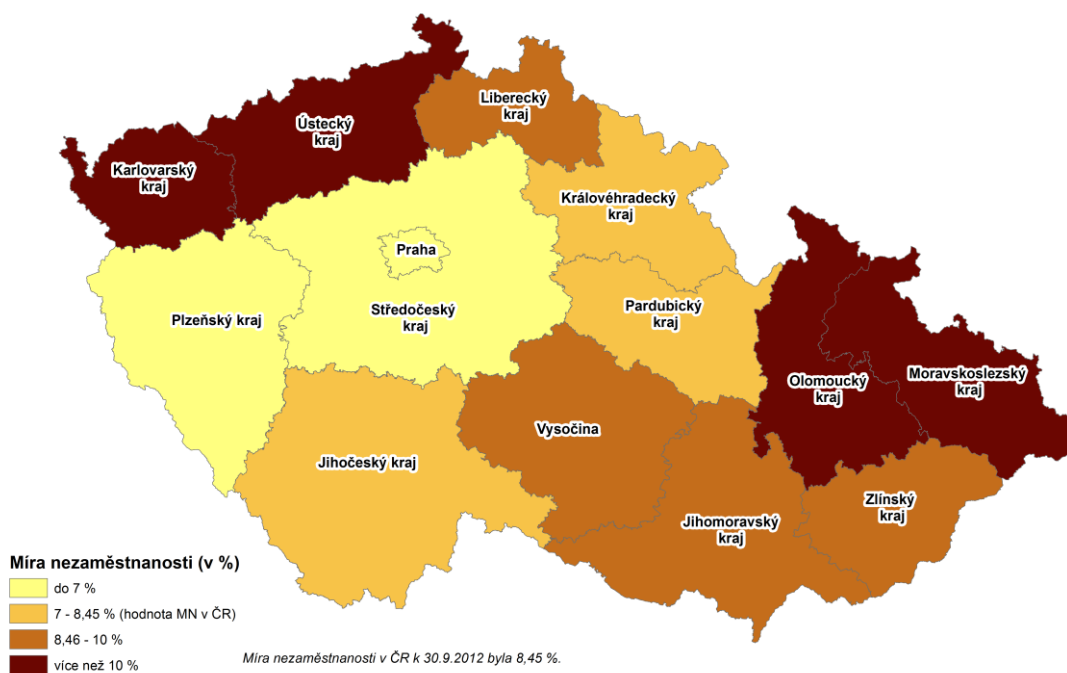 Liberecký
kraj
Ústecký
kraj
Karlovarský
kraj
Královéhradecký
kraj
Praha
Plzeňský kraj
Středočeský
kraj
Pardubický
kraj
Olomoucký
kraj
Moravskoslezský
kraj
Vysočina
Jihočeský kraj
Zlínský
kraj
Jihomoravský
kraj
Míra nezaměstnanosti (v %)
do 7 %
7 - 8,45 % (hodnota MN v ČR)
8,46 - 10 %
více než 10 %
Míra nezaměstnanosti v ČR k 30.9.2012 byla 8,45 %.